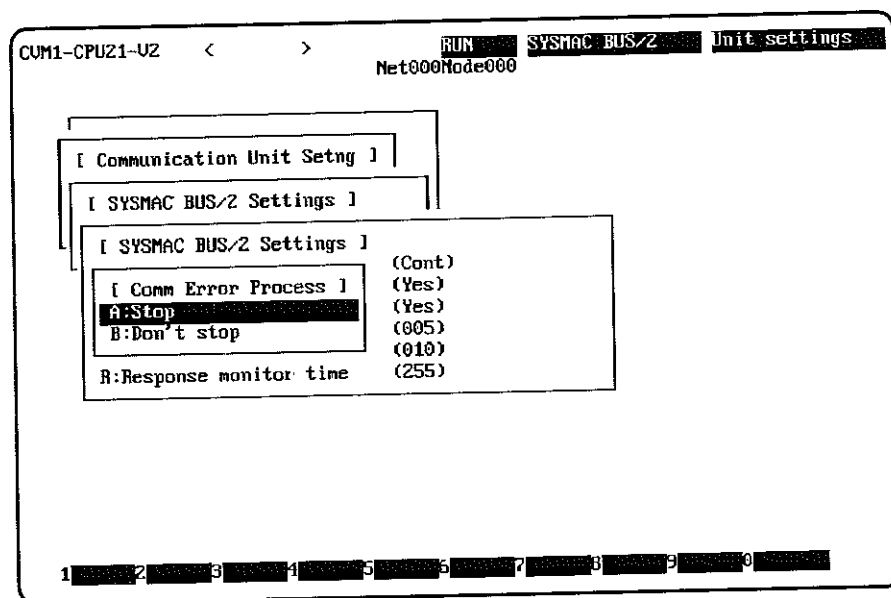 CVM1-CPU21-V2 < > RUN SYSMAC BUS/2 Unit settings
Net000Node000
[ Communication Unit Setng ]
[ SYSMAC BUS/2 Settings ]
[ SYSMAC BUS/2 Settings ]
(Cont)
[ Comm Error Process ] (Yes)
A:Stop (Yes)
B:Don't stop (005)
(010)
R:Response monitor time (255)
1 2 3 4 5 6 7 8 9 0